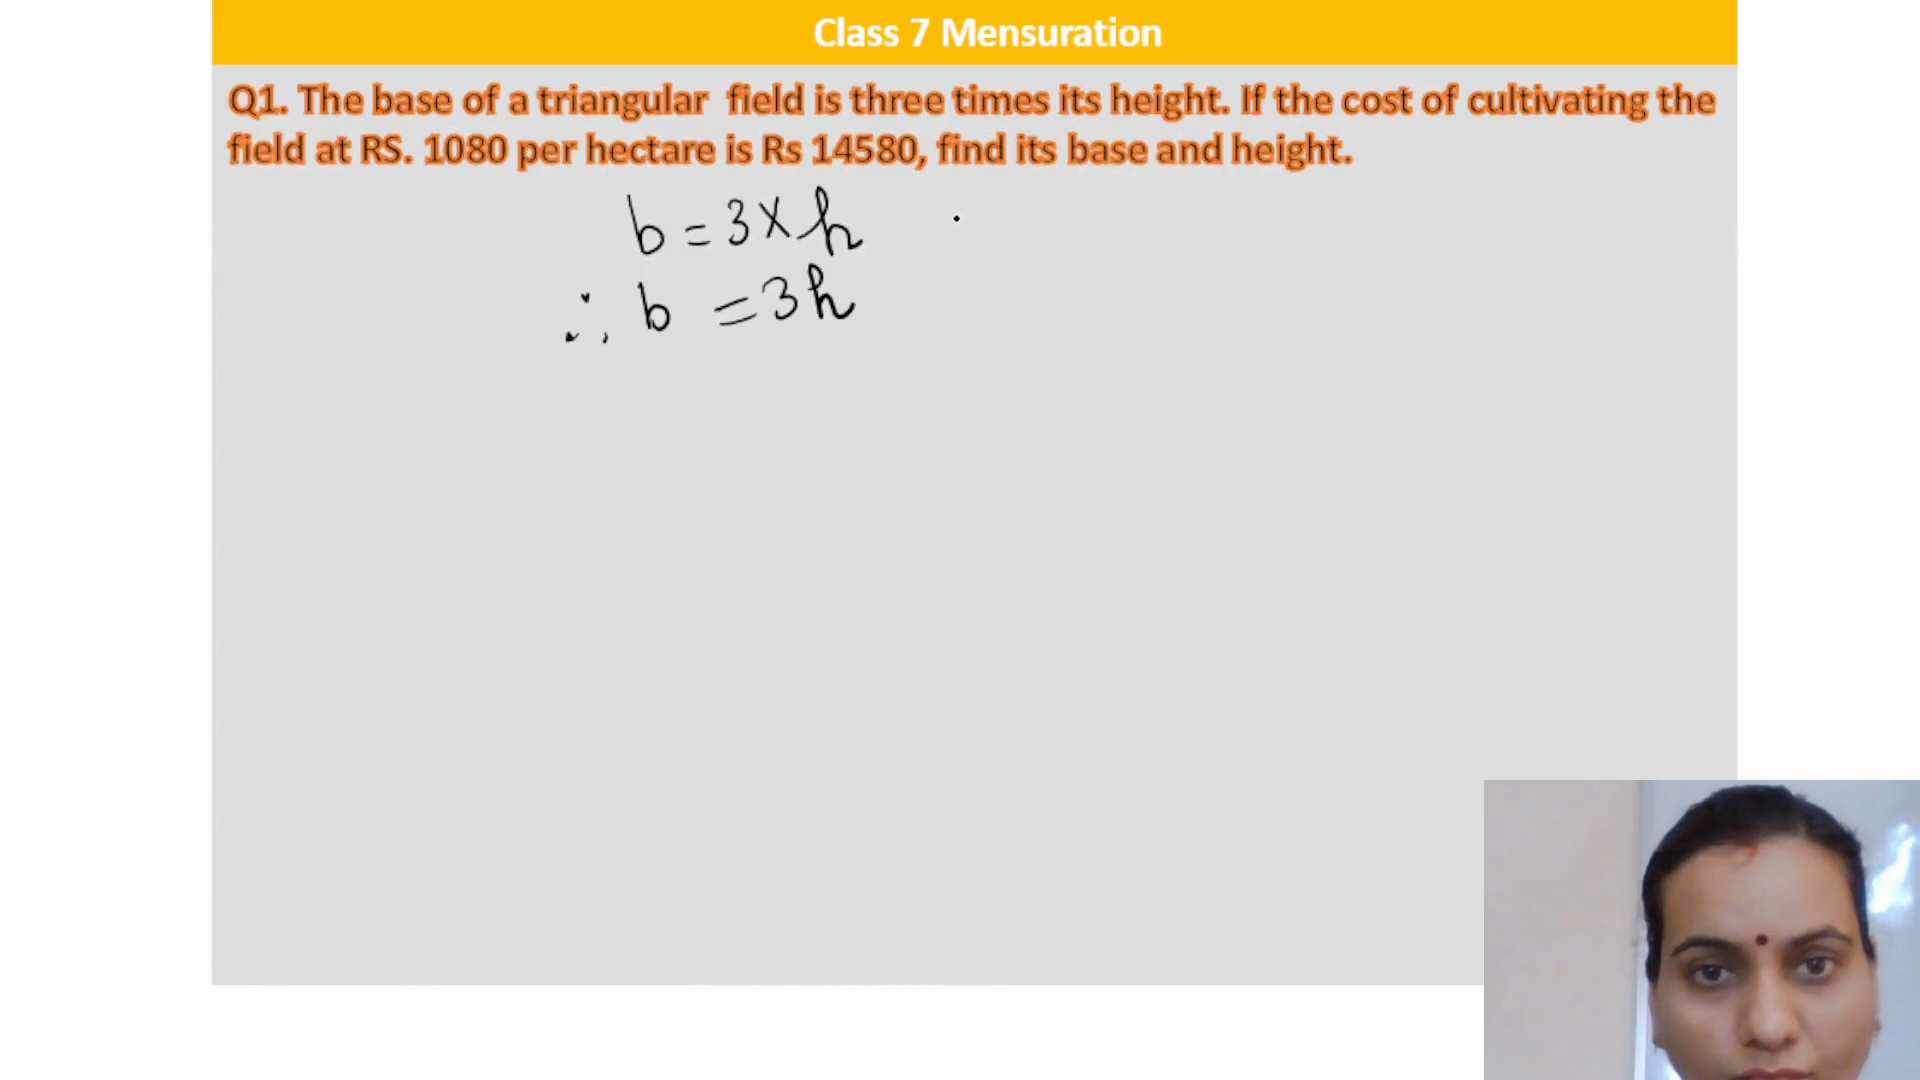 Class 7 Mensuration
Q1. The base of a triangular field is three times its height. If the cost of cultivating the
field at RS. 1080 per hectare is Rs 14580, find its base and height.
b = 3 × h
∴ b = 3h